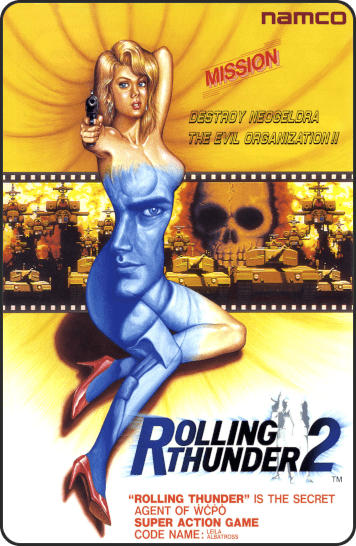 namco
MISSION
DESTROY NEOGELDRA
THE EVIL ORGANIZATION!!
ROLLING
THUNDER 2
TM
"ROLLING THUNDER" IS THE SECRET
AGENT OF WCPO
SUPER ACTION GAME
CODE NAME: LEILA
ALBATROSS